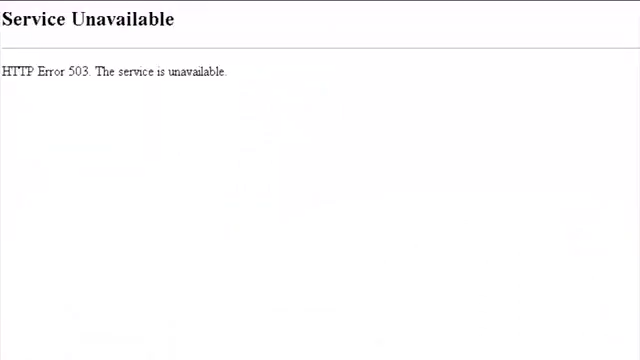 Service Unavailable
HTTP Error 503. The service is unavailable.